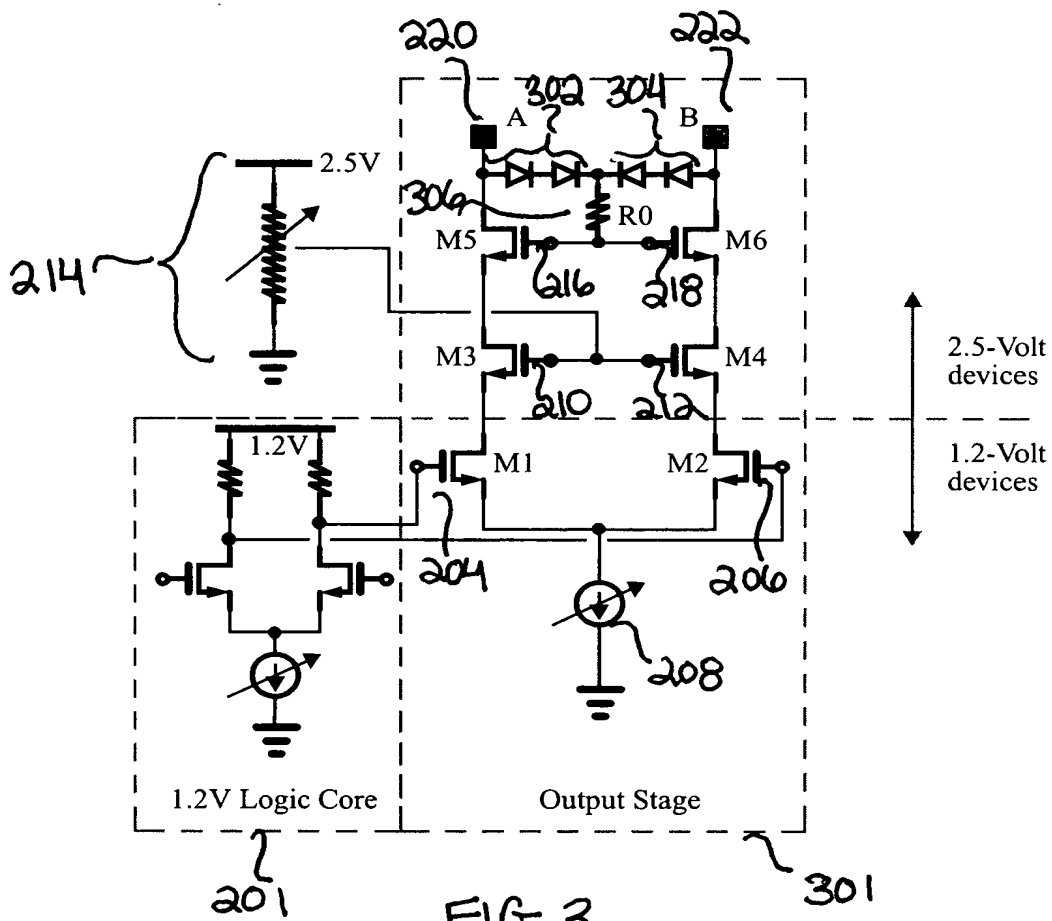 220
222
302
304
A
B
2.5V
306
R0
M5
M6
214
216
218
M3
M4
2.5-Volt
devices
210
212
1.2V
M1
M2
1.2-Volt
devices
204
206
208
1.2V Logic Core
Output Stage
201
FIG 3
301